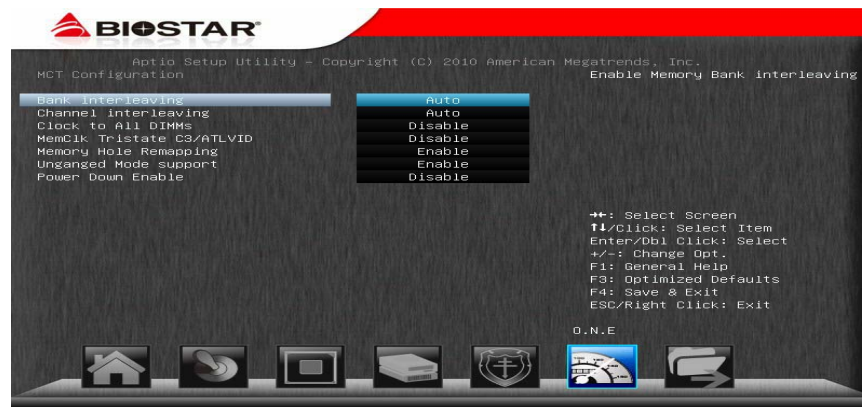 BIOSTAR®
Aptio Setup Utility - Copyright (C) 2010 American Megatrends, Inc.
MCT Configuration
Enable Memory Bank interleaving
Bank interleaving Auto
Channel interleaving Auto
Clock to All DIMMs Disable
MemClk Tristate C3/ATLVID Disable
Memory Hole Remapping Enable
Unganged Mode support Enable
Power Down Enable Disable
→←: Select Screen
↑↓/Click: Select Item
Enter/Dbl Click: Select
+/-: Change Opt.
F1: General Help
F3: Optimized Defaults
F4: Save & Exit
ESC/Right Click: Exit
O.N.E